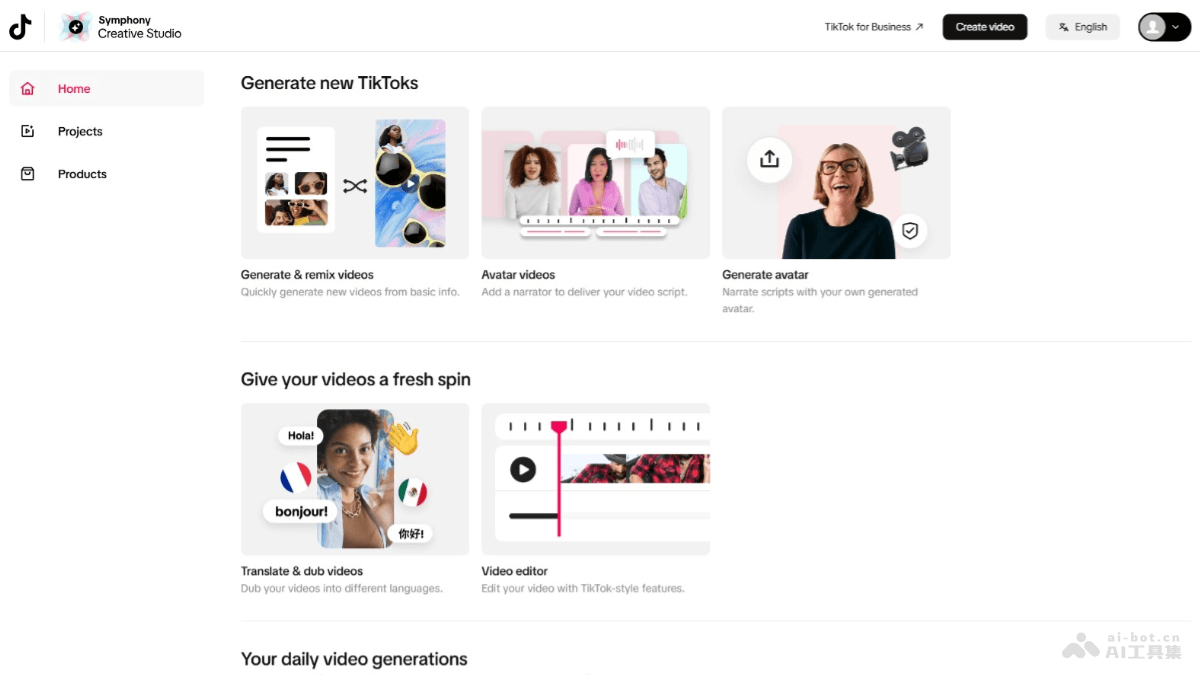 Symphony
Creative Studio
TikTok for Business
Create video
English
Home
Projects
Products
Generate new TikToks
Generate & remix videos
Quickly generate new videos from basic info.
Avatar videos
Add a narrator to deliver your video script.
Generate avatar
Narrate scripts with your own generated
avatar.
Give your videos a fresh spin
Hola!
bonjour!
你好!
Translate & dub videos
Dub your videos into different languages.
Video editor
Edit your video with TikTok-style features.
Your daily video generations
ai-bot.cn
AI工具集